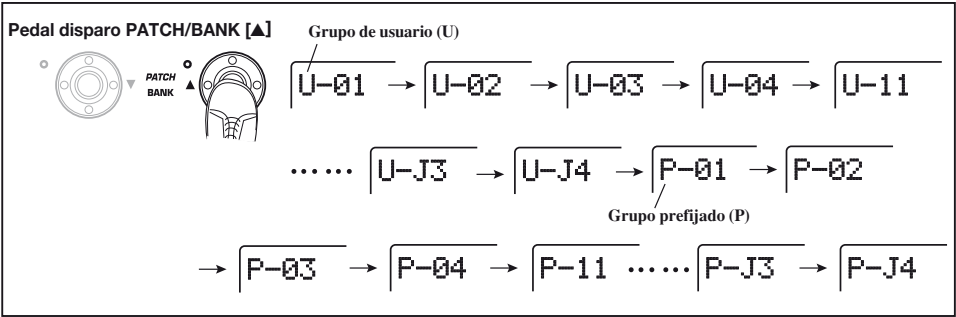 Pedal disparo PATCH/BANK [▲]
Grupo de usuario (U)
PATCH
BANK
▼ ▲
U-01 → U-02 → U-03 → U-04 → U-11
······ U-J3 → U-J4 → P-01 → P-02
Grupo prefijado (P)
→ P-03 → P-04 → P-11 ······ P-J3 → P-J4